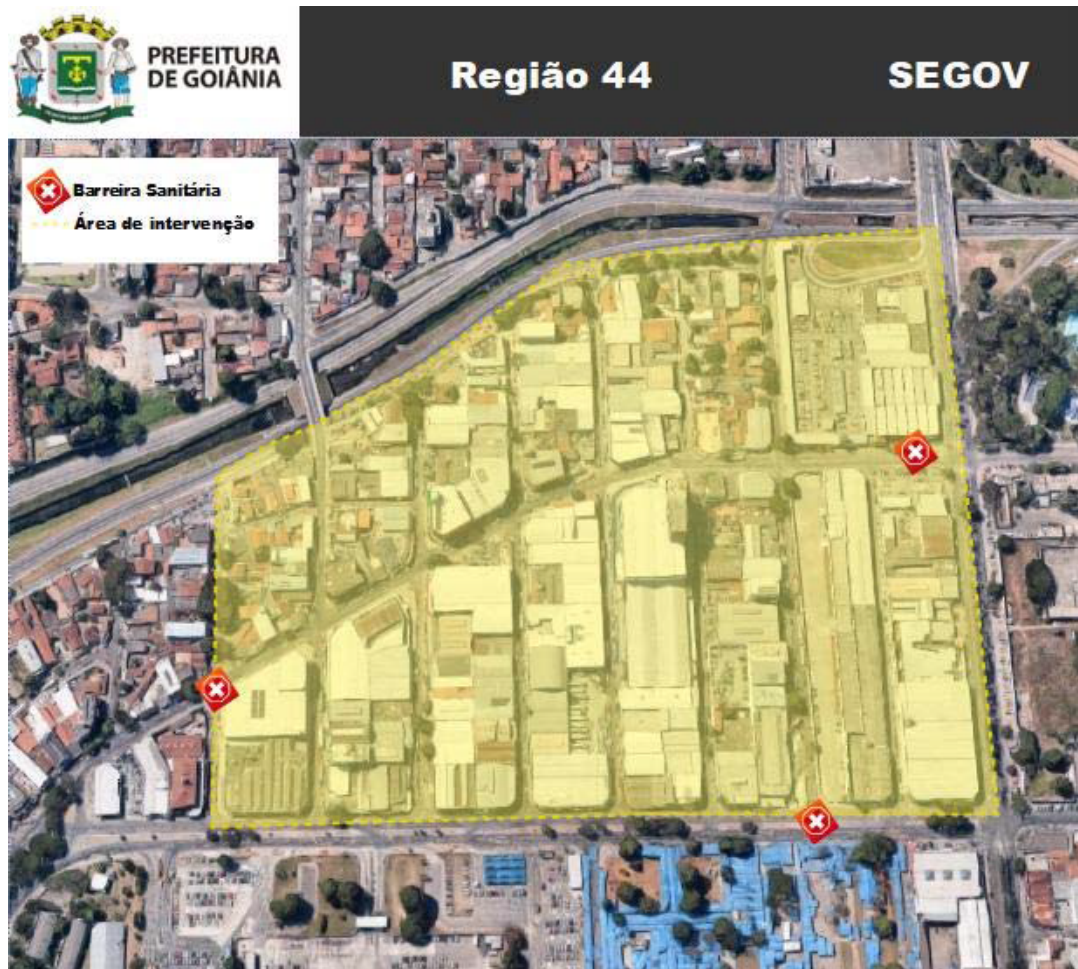 PREFEITURA
DE GOIÂNIA
Região 44
SEGOV
Barreira Sanitária
Área de intervenção